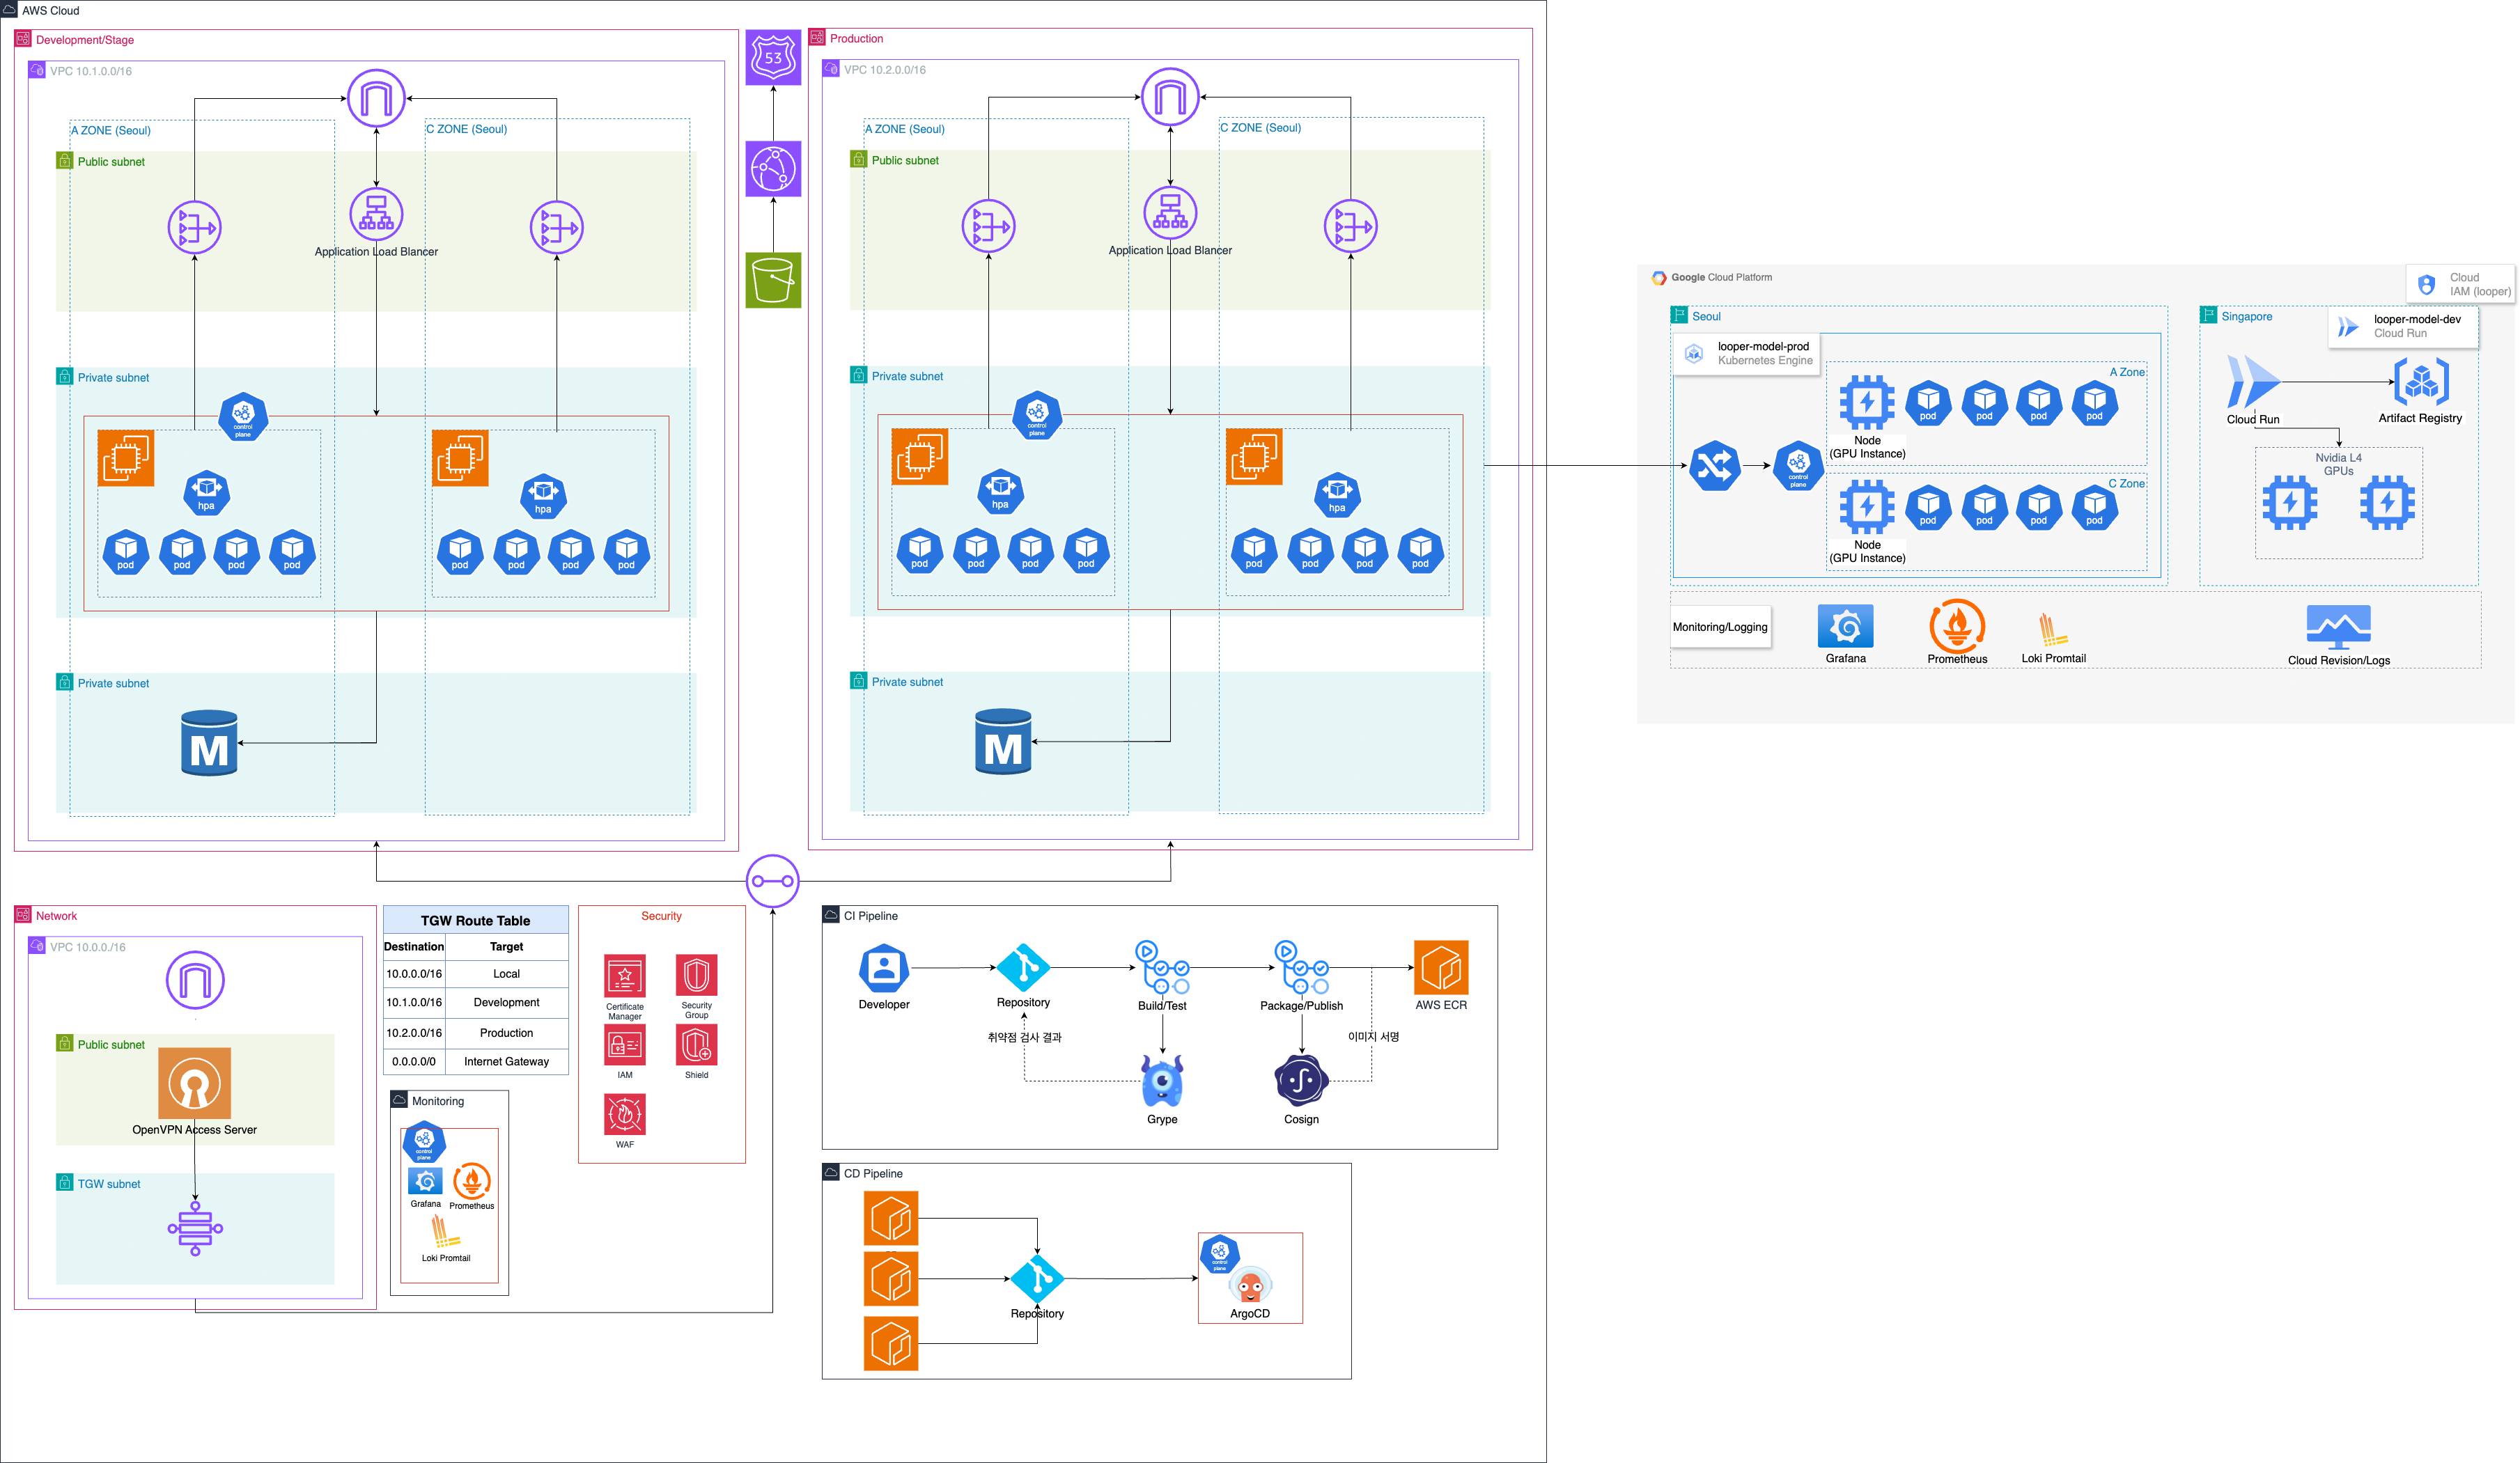 AWS Cloud
Development/Stage
VPC 10.1.0.0/16
A ZONE (Seoul)
C ZONE (Seoul)
Public subnet
Application Load Blancer
Private subnet
control
plane
hpa
hpa
pod
pod
pod
pod
pod
pod
pod
pod
Private subnet
M
53
Production
VPC 10.2.0.0/16
A ZONE (Seoul)
C ZONE (Seoul)
Public subnet
Application Load Blancer
Private subnet
control
plane
hpa
hpa
pod
pod
pod
pod
pod
pod
pod
pod
Private subnet
M
Google Cloud Platform
Cloud
IAM (looper)
Seoul
looper-model-prod
Kubernetes Engine
A Zone
pod
pod
pod
pod
Node
(GPU Instance)
control
plane
C Zone
pod
pod
pod
pod
Node
(GPU Instance)
Singapore
looper-model-dev
Cloud Run
Cloud Run
Artifact Registry
Nvidia L4
GPUs
Monitoring/Logging
Grafana
Prometheus
Loki Promtail
Cloud Revision/Logs
Network
VPC 10.0.0./16
Public subnet
OpenVPN Access Server
TGW subnet
TGW Route Table
Destination Target
10.0.0.0/16 Local
10.1.0.0/16 Development
10.2.0.0/16 Production
0.0.0.0/0 Internet Gateway
Monitoring
control
plane
Grafana
Prometheus
Loki Promtail
Security
Certificate
Manager
Security
Group
IAM
Shield
WAF
CI Pipeline
Developer
Repository
Build/Test
Package/Publish
AWS ECR
취약점 검사 결과
이미지 서명
Grype
Cosign
CD Pipeline
Repository
control
plane
ArgoCD